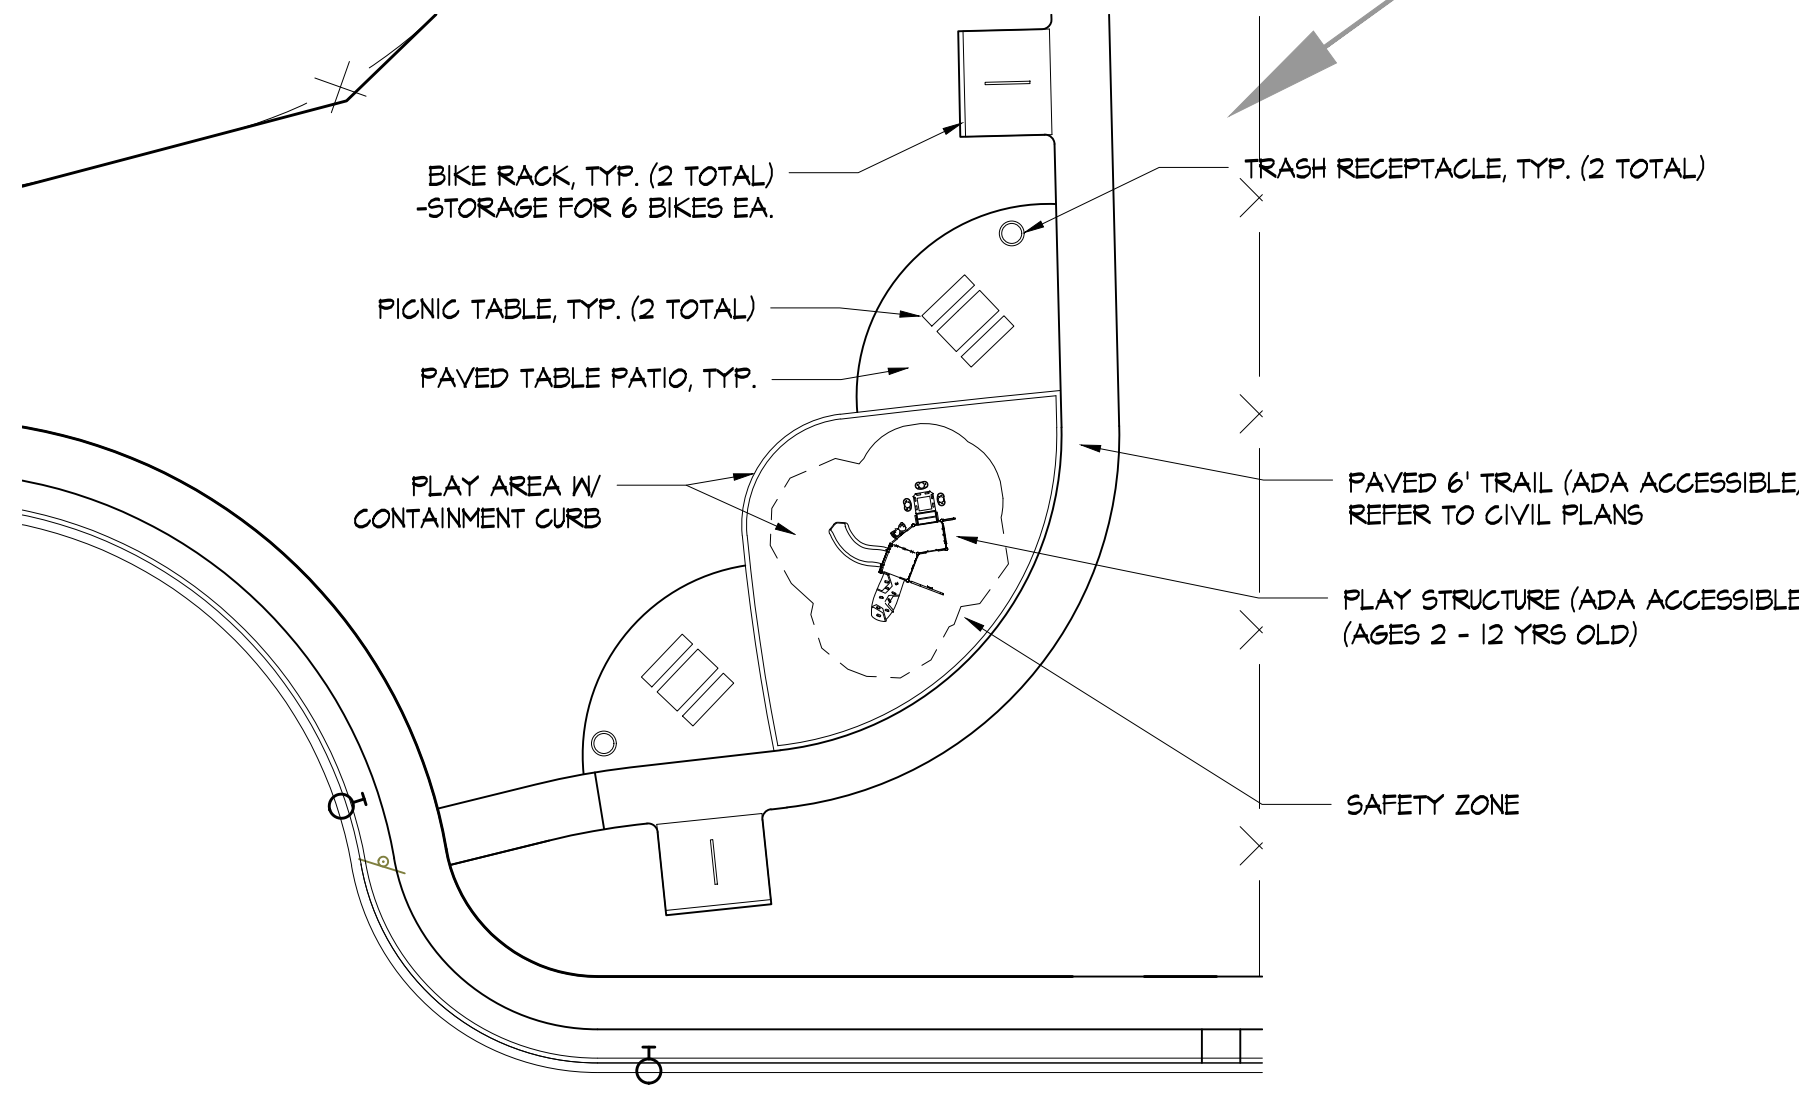 BIKE RACK, TYP. (2 TOTAL)
-STORAGE FOR 6 BIKES EA.
TRASH RECEPTACLE, TYP. (2 TOTAL)
PICNIC TABLE, TYP. (2 TOTAL)
PAVED TABLE PATIO, TYP.
PLAY AREA W/
CONTAINMENT CURB
PAVED 6' TRAIL (ADA ACCESSIBLE,
REFER TO CIVIL PLANS
PLAY STRUCTURE (ADA ACCESSIBLE
(AGES 2 - 12 YRS OLD)
SAFETY ZONE